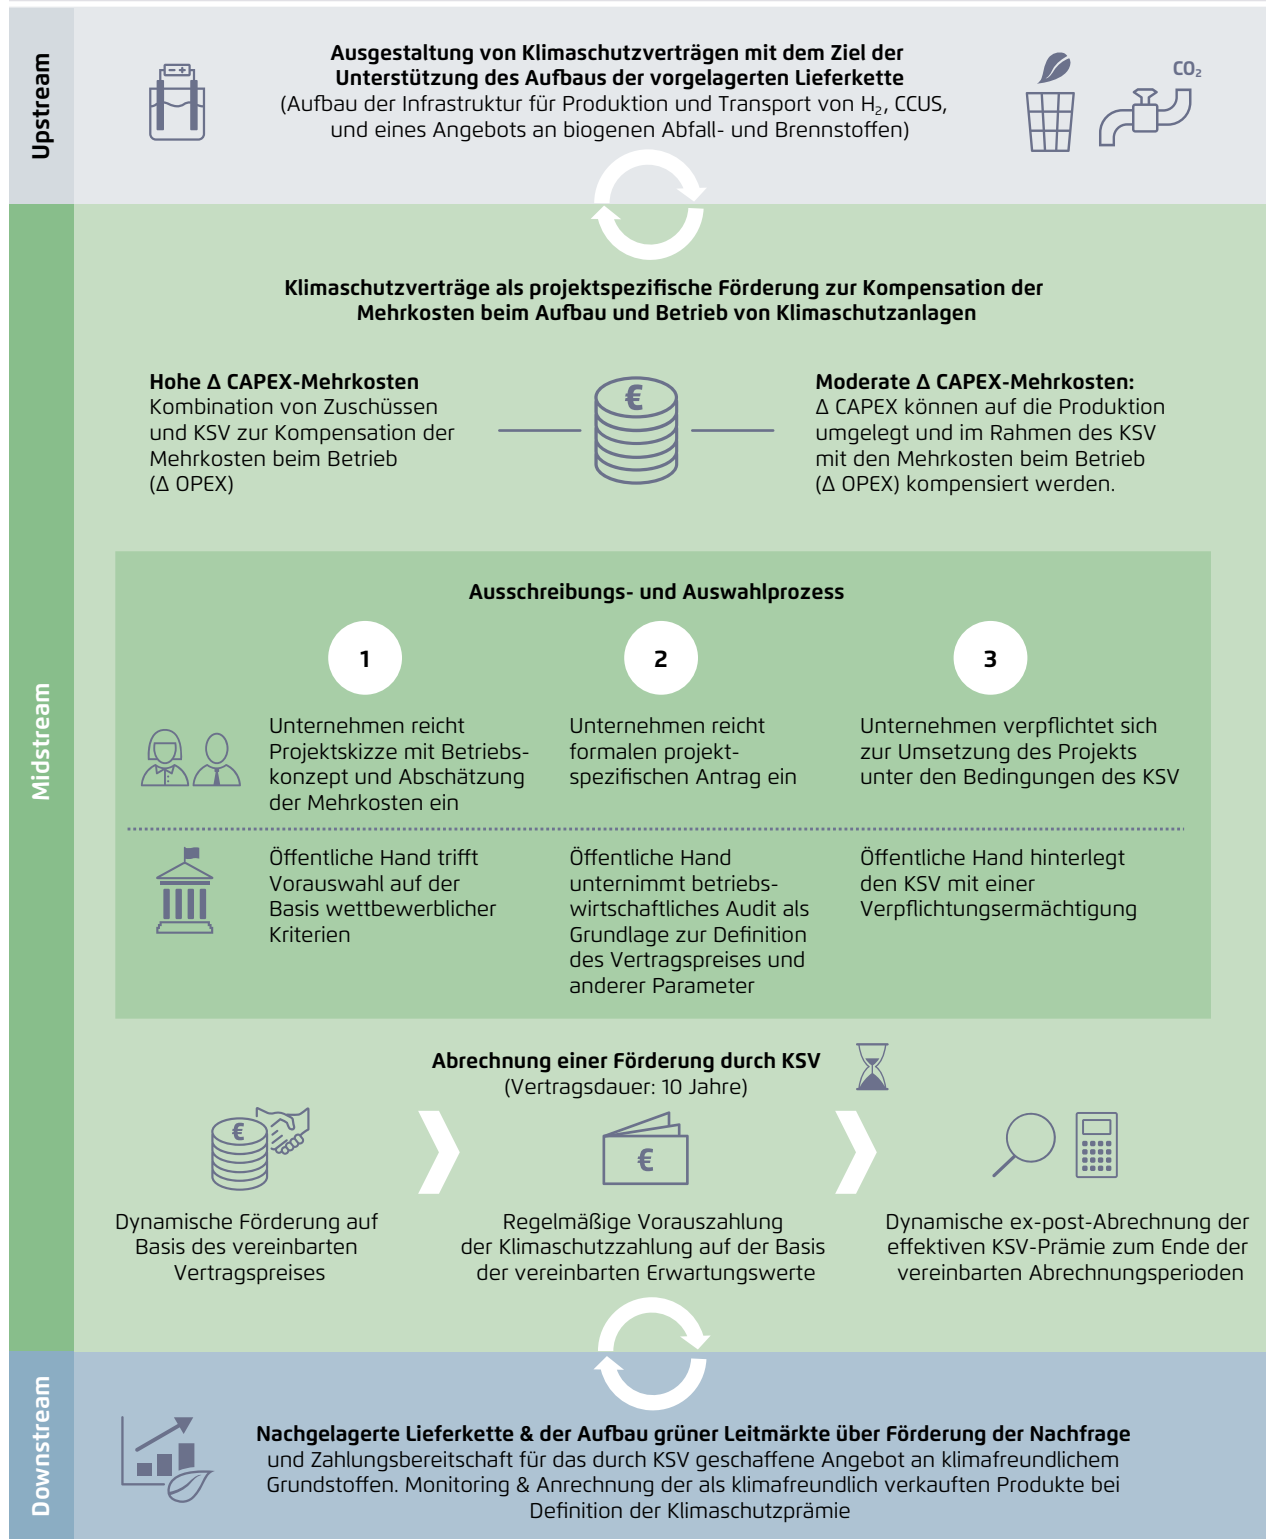 Upstream
Ausgestaltung von Klimaschutzverträgen mit dem Ziel der
Unterstützung des Aufbaus der vorgelagerten Lieferkette
(Aufbau der Infrastruktur für Produktion und Transport von H₂, CCUS,
und eines Angebots an biogenen Abfall- und Brennstoffen)
CO₂
Midstream
Klimaschutzverträge als projektspezifische Förderung zur Kompensation der
Mehrkosten beim Aufbau und Betrieb von Klimaschutzanlagen
Hohe Δ CAPEX-Mehrkosten
Kombination von Zuschüssen
und KSV zur Kompensation der
Mehrkosten beim Betrieb
(Δ OPEX)
€
Moderate Δ CAPEX-Mehrkosten:
Δ CAPEX können auf die Produktion
umgelegt und im Rahmen des KSV
mit den Mehrkosten beim Betrieb
(Δ OPEX) kompensiert werden.
Ausschreibungs- und Auswahlprozess
1
2
3
Unternehmen reicht
Projektskizze mit Betriebs-
konzept und Abschätzung
der Mehrkosten ein
Unternehmen reicht
formalen projekt-
spezifischen Antrag ein
Unternehmen verpflichtet sich
zur Umsetzung des Projekts
unter den Bedingungen des KSV
Öffentliche Hand trifft
Vorauswahl auf der
Basis wettbewerblicher
Kriterien
Öffentliche Hand
unternimmt betriebs-
wirtschaftliches Audit als
Grundlage zur Definition
des Vertragspreises und
anderer Parameter
Öffentliche Hand hinterlegt
den KSV mit einer
Verpflichtungsermächtigung
Abrechnung einer Förderung durch KSV
(Vertragsdauer: 10 Jahre)
€
€
Dynamische Förderung auf
Basis des vereinbarten
Vertragspreises
Regelmäßige Vorauszahlung
der Klimaschutzzahlung auf der Basis
der vereinbarten Erwartungswerte
Dynamische ex-post-Abrechnung der
effektiven KSV-Prämie zum Ende der
vereinbarten Abrechnungsperioden
Downstream
Nachgelagerte Lieferkette & der Aufbau grüner Leitmärkte über Förderung der Nachfrage
und Zahlungsbereitschaft für das durch KSV geschaffene Angebot an klimafreundlichem
Grundstoffen. Monitoring & Anrechnung der als klimafreundlich verkauften Produkte bei
Definition der Klimaschutzprämie